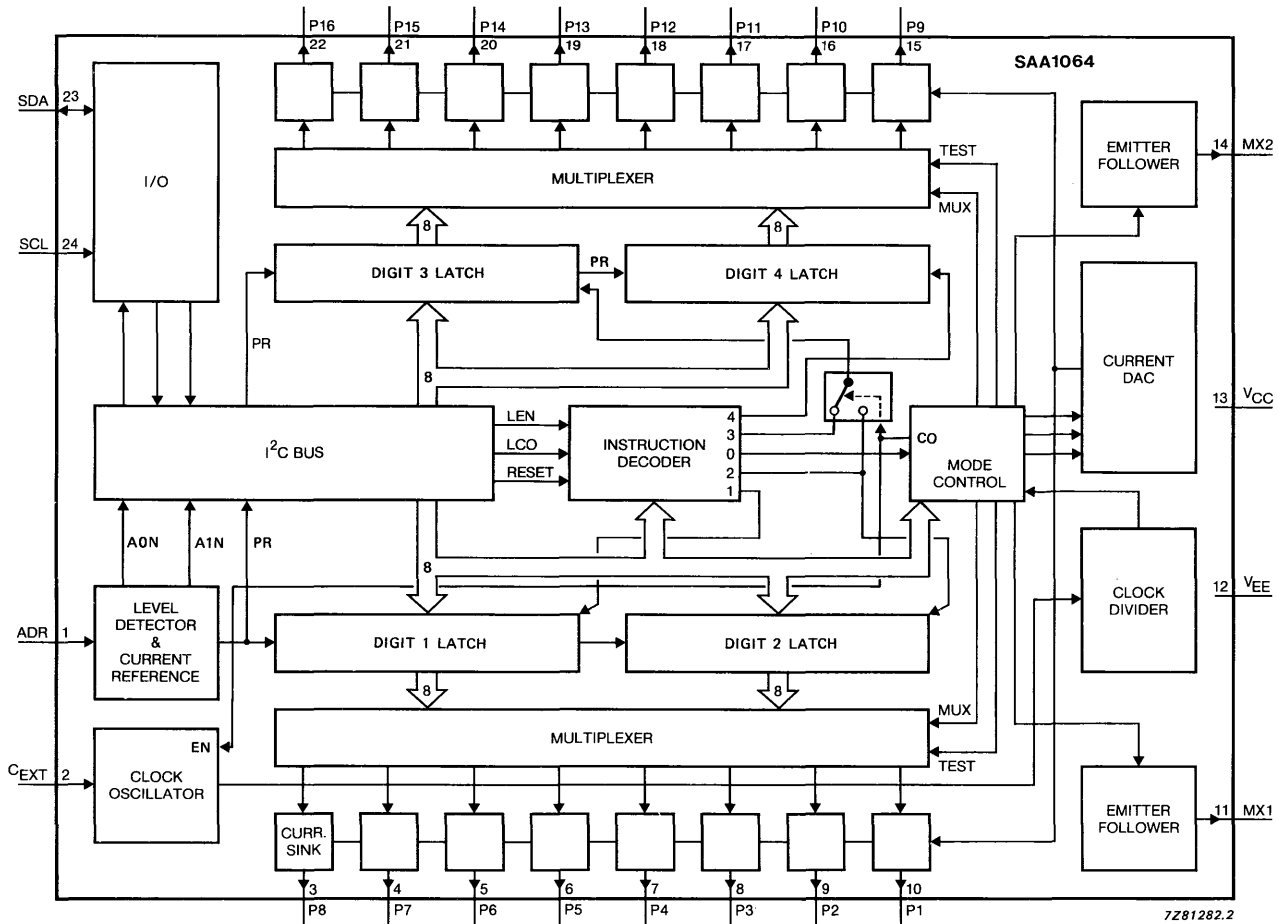 P16 P15 P14 P13 P12 P11 P10 P9
22 21 20 19 18 17 16 15
SAA1064
SDA 23
I/O
SCL 24
MULTIPLEXER
TEST
MUX
EMITTER
FOLLOWER
14 MX2
8 8
DIGIT 3 LATCH
PR
DIGIT 4 LATCH
PR
8
CURRENT
DAC
13 VCC
I2C BUS
LEN
LCO
RESET
INSTRUCTION
DECODER
4
3
0
2
1
CO
MODE
CONTROL
A0N A1N PR
8 8
LEVEL
DETECTOR
&
CURRENT
REFERENCE
ADR 1
DIGIT 1 LATCH
DIGIT 2 LATCH
CLOCK
DIVIDER
12 VEE
8 8
MULTIPLEXER
MUX
TEST
EN
CLOCK
OSCILLATOR
CEXT 2
CURR.
SINK
EMITTER
FOLLOWER
11 MX1
3 4 5 6 7 8 9 10
P8 P7 P6 P5 P4 P3 P2 P1
7Z81282.2